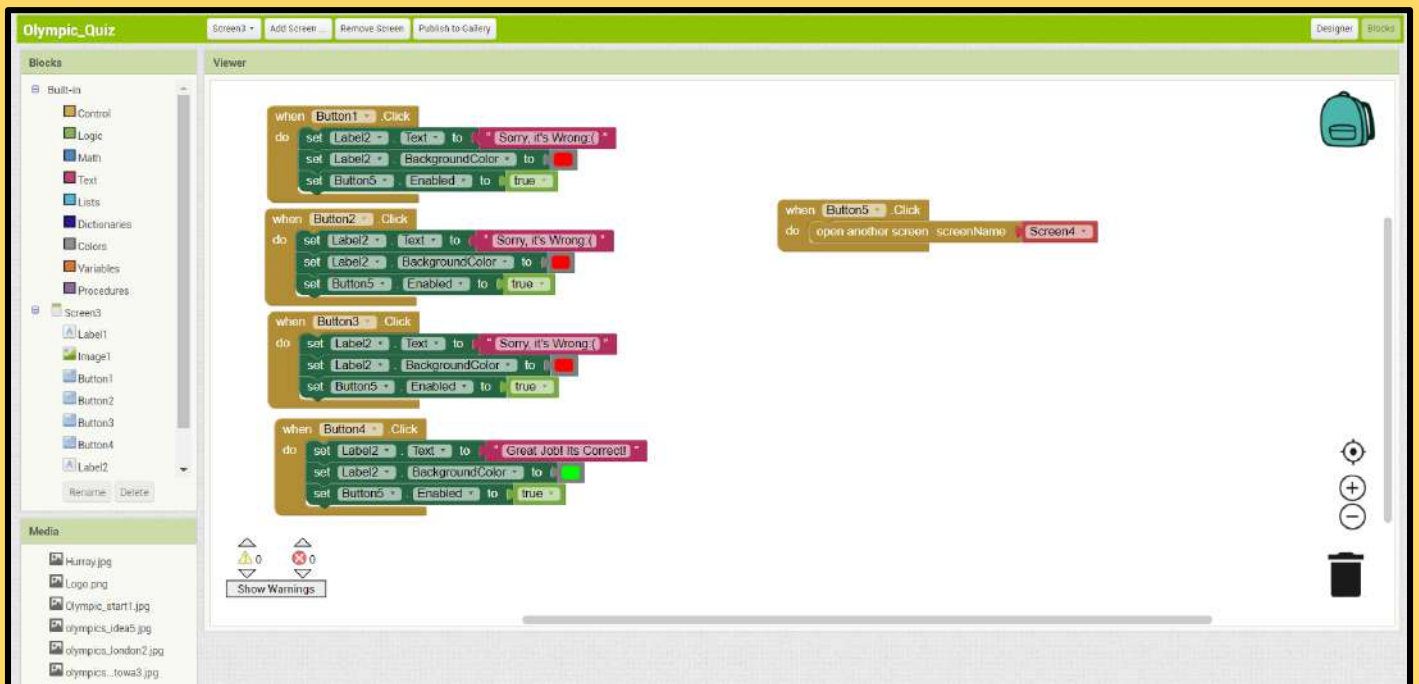 Olympic_Quiz Screen3 Add Screen ... Remove Screen Publish to Gallery Designer Blocks
Blocks
Viewer
Built-in
Control
Logic
Math
Text
Lists
Dictionaries
Colors
Variables
Procedures
Screen3
Label1
Image1
Button1
Button2
Button3
Button4
Label2
Rename Delete
Media
Hurray.jpg
Logo.png
Olympic_start1.jpg
olympics_idea5.jpg
olympics_london2.jpg
olympics...towa3.jpg
when Button1 .Click
do set Label2 . Text to " Sorry, it's Wrong:( "
set Label2 . BackgroundColor to
set Button5 . Enabled to true
when Button2 .Click
do set Label2 . Text to " Sorry, it's Wrong:( "
set Label2 . BackgroundColor to
set Button5 . Enabled to true
when Button3 .Click
do set Label2 . Text to " Sorry, it's Wrong:( "
set Label2 . BackgroundColor to
set Button5 . Enabled to true
when Button4 .Click
do set Label2 . Text to " Great Job! Its Correct! "
set Label2 . BackgroundColor to
set Button5 . Enabled to true
when Button5 .Click
do open another screen screenName Screen4
0 0
Show Warnings